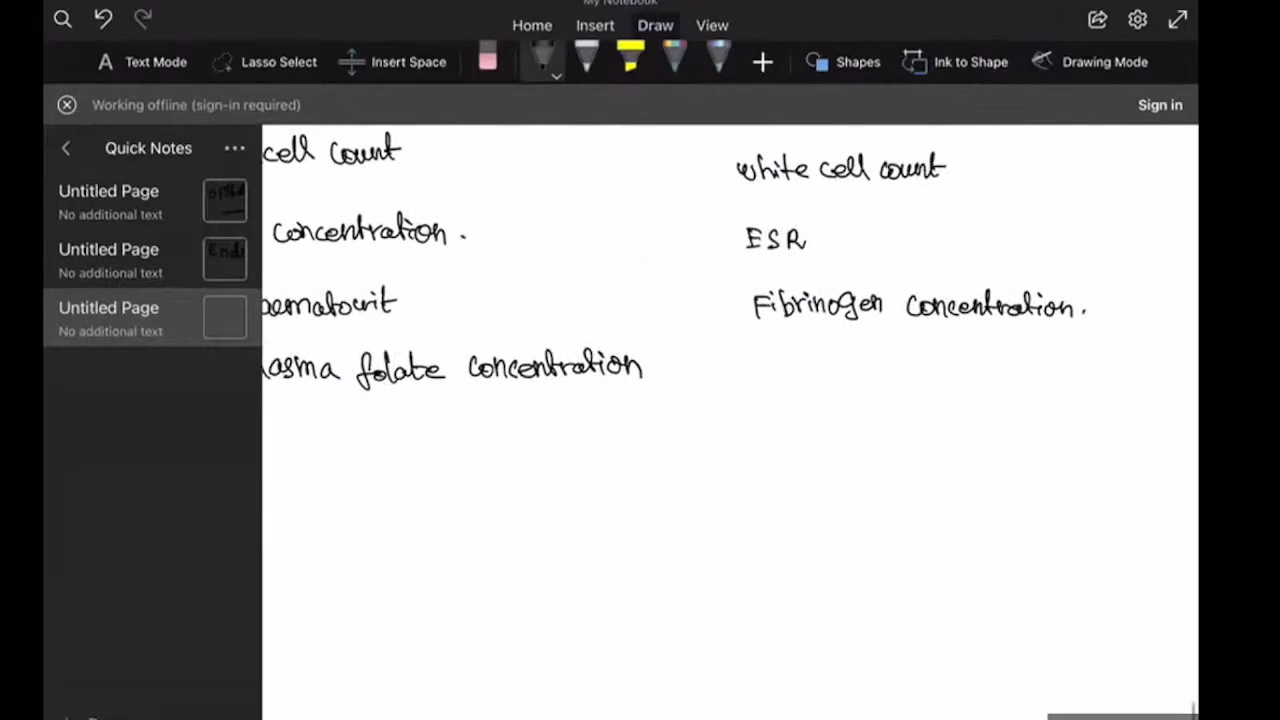 My Notebook
Home Insert Draw View
Text Mode Lasso Select Insert Space Shapes Ink to Shape Drawing Mode
Working offline (sign-in required) Sign in
Quick Notes
Untitled Page
No additional text
Untitled Page
No additional text
Untitled Page
No additional text
cell count
concentration.
aematocrit
lasma folate concentration
white cell count
ESR
Fibrinogen concentration.